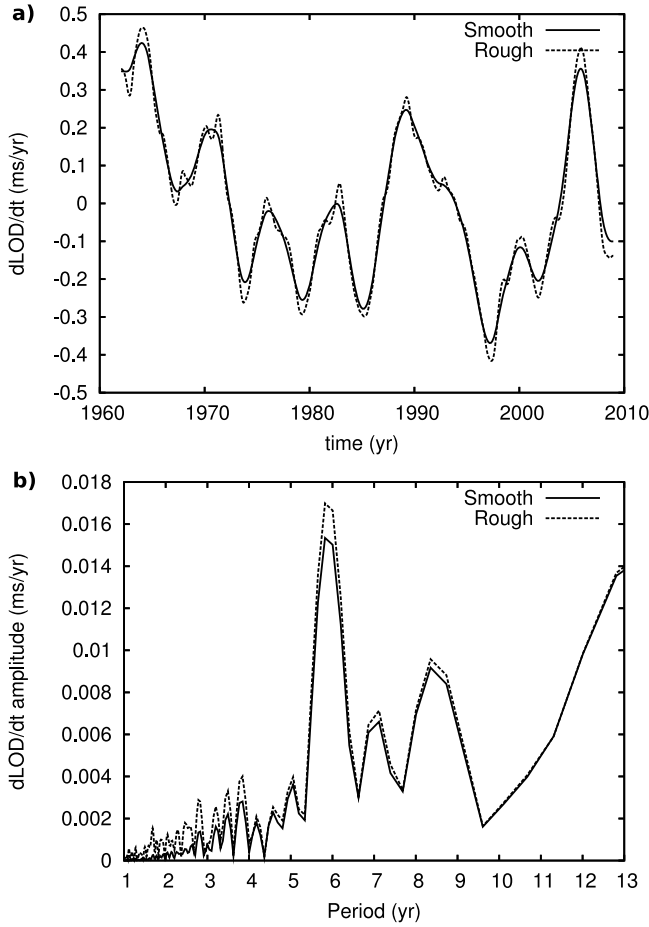 a)
0.5
0.4
0.3
0.2
0.1
0
-0.1
-0.2
-0.3
-0.4
-0.5
dLOD/dt (ms/yr)
Smooth
Rough
1960 1970 1980 1990 2000 2010
time (yr)
b)
0.018
0.016
0.014
0.012
0.01
0.008
0.006
0.004
0.002
0
dLOD/dt amplitude (ms/yr)
Smooth
Rough
1 2 3 4 5 6 7 8 9 10 11 12 13
Period (yr)